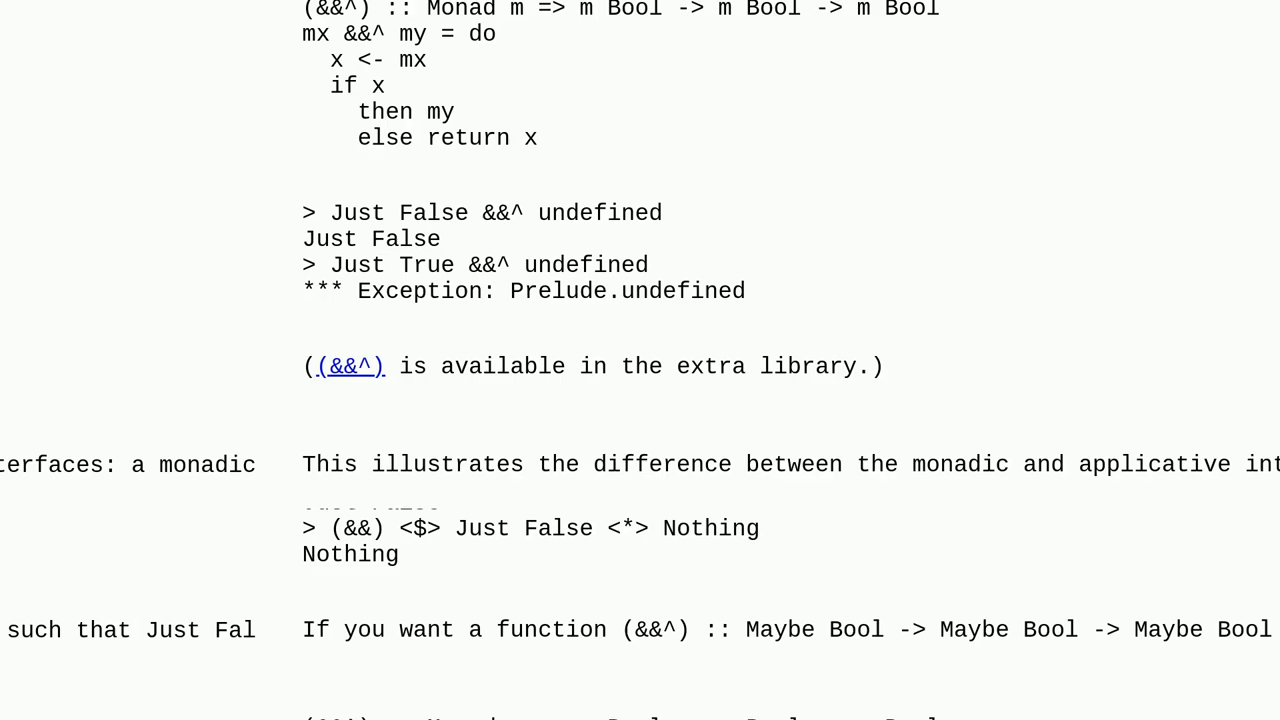 (&&^) :: Monad m => m Bool -> m Bool -> m Bool
mx &&^ my = do
  x <- mx
  if x
    then my
    else return x
> Just False &&^ undefined
Just False
> Just True &&^ undefined
*** Exception: Prelude.undefined
((&&^) is available in the extra library.)
terfaces: a monadic
This illustrates the difference between the monadic and applicative int
> (&&) <$> Just False <*> Nothing
Nothing
such that Just Fal
If you want a function (&&^) :: Maybe Bool -> Maybe Bool -> Maybe Bool